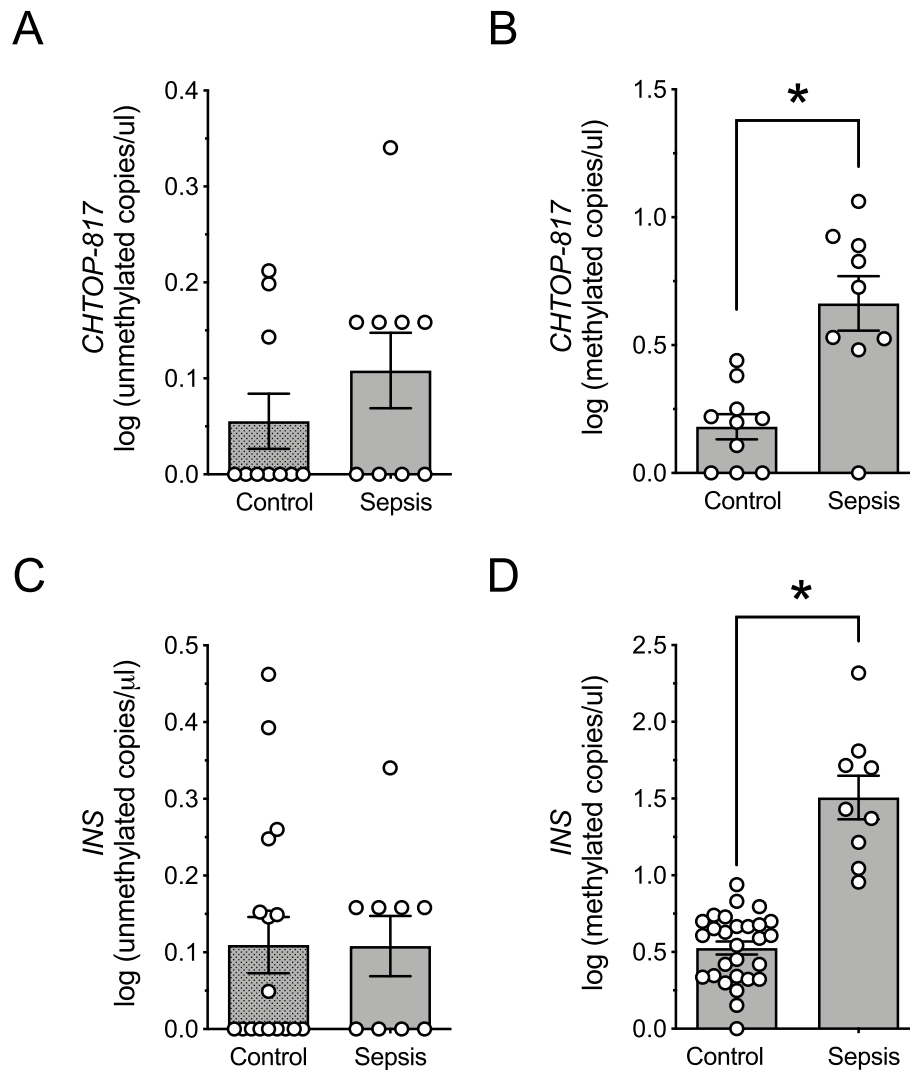 A
CHTOP-817
log (unmethylated copies/ul)
0.4
0.3
0.2
0.1
0.0
Control
Sepsis
B
CHTOP-817
log (methylated copies/ul)
1.5
1.0
0.5
0.0
*
Control
Sepsis
C
INS
log (unmethylated copies/µl)
0.5
0.4
0.3
0.2
0.1
0.0
Control
Sepsis
D
INS
log (methylated copies/ul)
2.5
2.0
1.5
1.0
0.5
0.0
*
Control
Sepsis